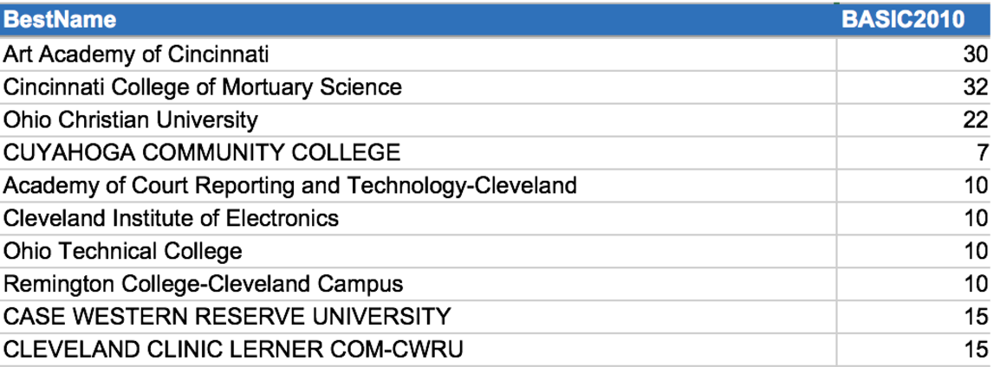 BestName BASIC2010
Art Academy of Cincinnati 30
Cincinnati College of Mortuary Science 32
Ohio Christian University 22
CUYAHOGA COMMUNITY COLLEGE 7
Academy of Court Reporting and Technology-Cleveland 10
Cleveland Institute of Electronics 10
Ohio Technical College 10
Remington College-Cleveland Campus 10
CASE WESTERN RESERVE UNIVERSITY 15
CLEVELAND CLINIC LERNER COM-CWRU 15